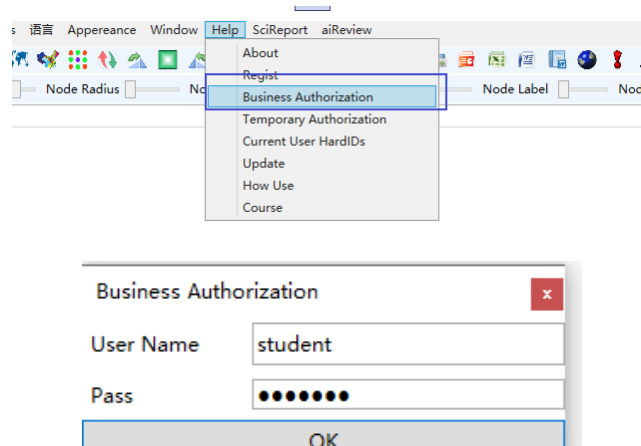 语言 Appereance Window Help SciReport aiReview
About
Regist
Business Authorization
Temporary Authorization
Current User HardIDs
Update
How Use
Course
Node Radius
Node Label
Business Authorization
x
User Name student
Pass ●●●●●●●
OK